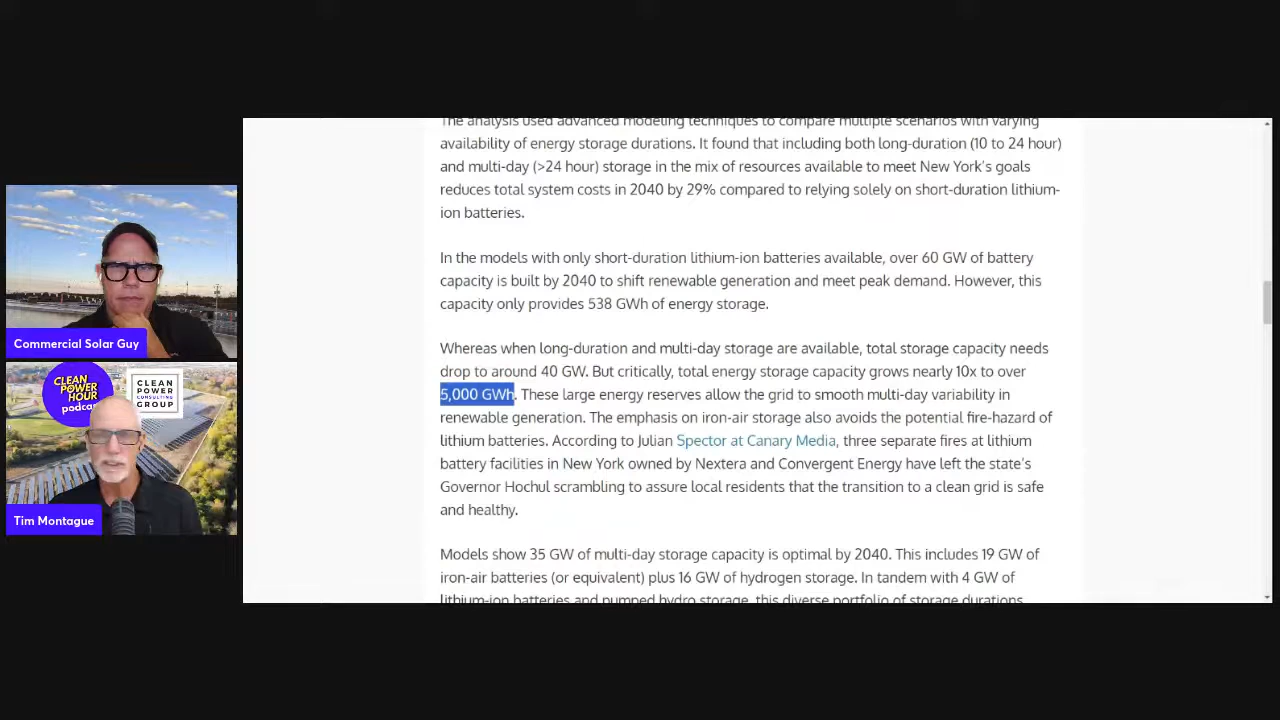 The analysis used advanced modeling techniques to compare multiple scenarios with varying
availability of energy storage durations. It found that including both long-duration (10 to 24 hour)
and multi-day (>24 hour) storage in the mix of resources available to meet New York's goals
reduces total system costs in 2040 by 29% compared to relying solely on short-duration lithium-
ion batteries.
In the models with only short-duration lithium-ion batteries available, over 60 GW of battery
capacity is built by 2040 to shift renewable generation and meet peak demand. However, this
capacity only provides 538 GWh of energy storage.
Whereas when long-duration and multi-day storage are available, total storage capacity needs
drop to around 40 GW. But critically, total energy storage capacity grows nearly 10x to over
5,000 GWh. These large energy reserves allow the grid to smooth multi-day variability in
renewable generation. The emphasis on iron-air storage also avoids the potential fire-hazard of
lithium batteries. According to Julian Spector at Canary Media, three separate fires at lithium
battery facilities in New York owned by Nextera and Convergent Energy have left the state's
Governor Hochul scrambling to assure local residents that the transition to a clean grid is safe
and healthy.
Models show 35 GW of multi-day storage capacity is optimal by 2040. This includes 19 GW of
iron-air batteries (or equivalent) plus 16 GW of hydrogen storage. In tandem with 4 GW of
lithium-ion batteries and pumped hydro storage, this diverse portfolio of storage durations
Commercial Solar Guy
CLEAN
POWER
HOUR
podcast
CLEAN
POWER
CONSULTING
GROUP
Tim Montague